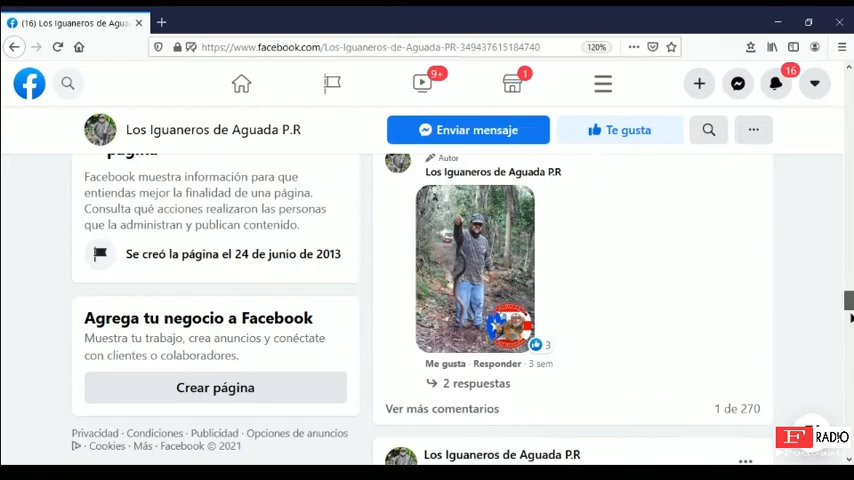 (16) Los Iguaneros de Agua
https://www.facebook.com/Los-Iguaneros-de-Aguada-PR-349437615184740
120%
9+
1
16
Los Iguaneros de Aguada P.R
Enviar mensaje
Te gusta
página
Facebook muestra información para que
entiendas mejor la finalidad de una página.
Consulta qué acciones realizaron las personas
que la administran y publican contenido.
Se creó la página el 24 de junio de 2013
Agrega tu negocio a Facebook
Muestra tu trabajo, crea anuncios y conéctate
con clientes o colaboradores.
Crear página
Privacidad · Condiciones · Publicidad · Opciones de anuncios
· Cookies · Más · Facebook © 2021
Autor
Los Iguaneros de Aguada P.R
3
Me gusta · Responder · 3 sem
2 respuestas
Ver más comentarios
1 de 270
Los Iguaneros de Aguada P.R
F RADIO